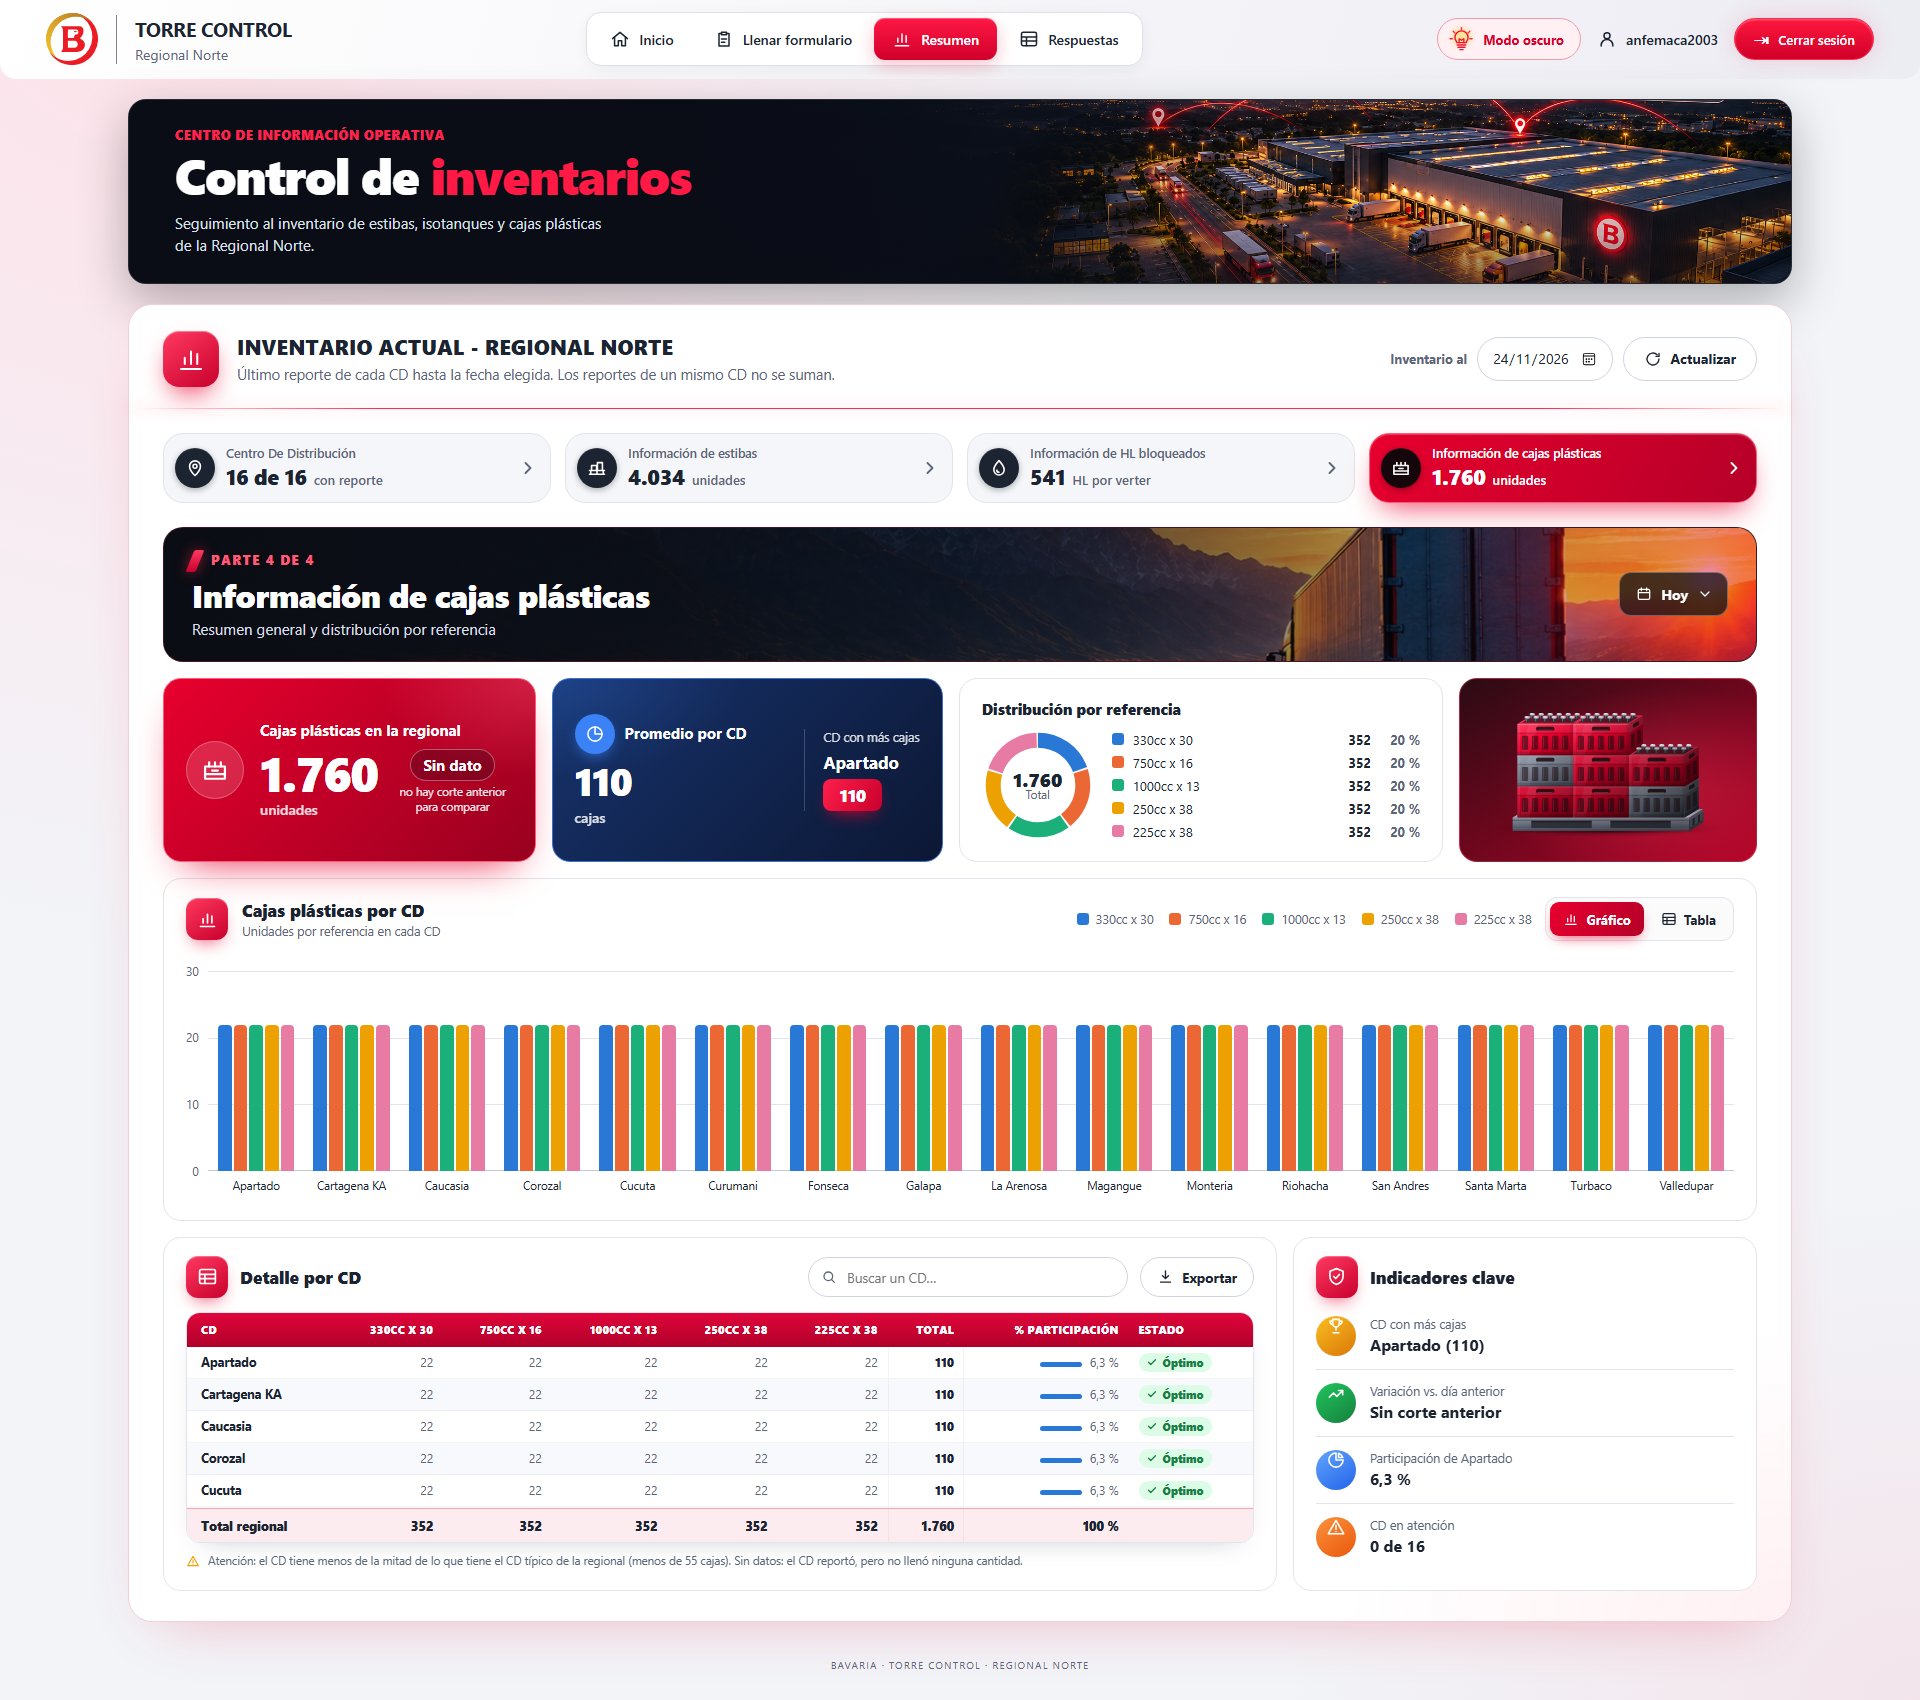 B
TORRE CONTROL
Regional Norte
Inicio
Llenar formulario
Resumen
Respuestas
Modo oscuro
anfemaca2003
Cerrar sesión
CENTRO DE INFORMACIÓN OPERATIVA
Control de inventarios
Seguimiento al inventario de estibas, isotanques y cajas plásticas
de la Regional Norte.
B
INVENTARIO ACTUAL - REGIONAL NORTE
Último reporte de cada CD hasta la fecha elegida. Los reportes de un mismo CD no se suman.
Inventario al
24/11/2026
Actualizar
Centro De Distribución
16 de 16 con reporte
Información de estibas
4.034 unidades
Información de HL bloqueados
541 HL por verter
Información de cajas plásticas
1.760 unidades
PARTE 4 DE 4
Información de cajas plásticas
Resumen general y distribución por referencia
Hoy
Cajas plásticas en la regional
1.760
unidades
Sin dato
no hay corte anterior
para comparar
Promedio por CD
110
cajas
CD con más cajas
Apartado
110
Distribución por referencia
1.760
Total
330cc x 30 352 20 %
750cc x 16 352 20 %
1000cc x 13 352 20 %
250cc x 38 352 20 %
225cc x 38 352 20 %
Cajas plásticas por CD
Unidades por referencia en cada CD
330cc x 30 750cc x 16 1000cc x 13 250cc x 38 225cc x 38
Gráfico
Tabla
30
20
10
0
Apartado Cartagena KA Caucasia Corozal Cucuta Curumani Fonseca Galapa La Arenosa Magangue Monteria Riohacha San Andres Santa Marta Turbaco Valledupar
Detalle por CD
Buscar un CD...
Exportar
CD 330CC X 30 750CC X 16 1000CC X 13 250CC X 38 225CC X 38 TOTAL % PARTICIPACIÓN ESTADO
Apartado 22 22 22 22 22 110 6,3 % Óptimo
Cartagena KA 22 22 22 22 22 110 6,3 % Óptimo
Caucasia 22 22 22 22 22 110 6,3 % Óptimo
Corozal 22 22 22 22 22 110 6,3 % Óptimo
Cucuta 22 22 22 22 22 110 6,3 % Óptimo
Total regional 352 352 352 352 352 1.760 100 %
Atención: el CD tiene menos de la mitad de lo que tiene el CD típico de la regional (menos de 55 cajas). Sin datos: el CD reportó, pero no llenó ninguna cantidad.
Indicadores clave
CD con más cajas
Apartado (110)
Variación vs. día anterior
Sin corte anterior
Participación de Apartado
6,3 %
CD en atención
0 de 16
BAVARIA · TORRE CONTROL · REGIONAL NORTE